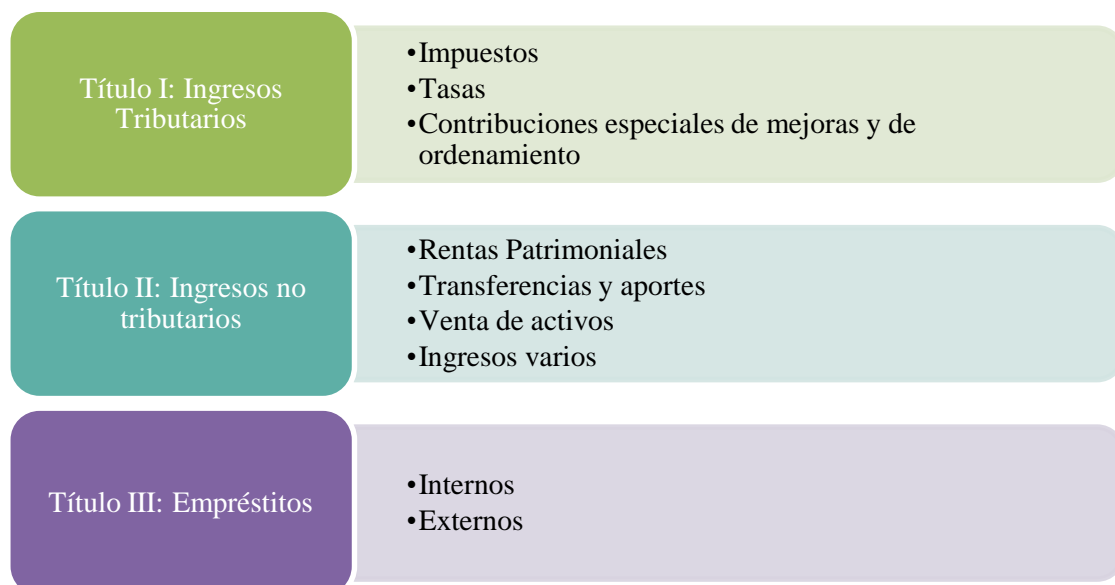 Título I: Ingresos
Tributarios
•Impuestos
•Tasas
•Contribuciones especiales de mejoras y de
ordenamiento
Título II: Ingresos no
tributarios
•Rentas Patrimoniales
•Transferencias y aportes
•Venta de activos
•Ingresos varios
Título III: Empréstitos
•Internos
•Externos